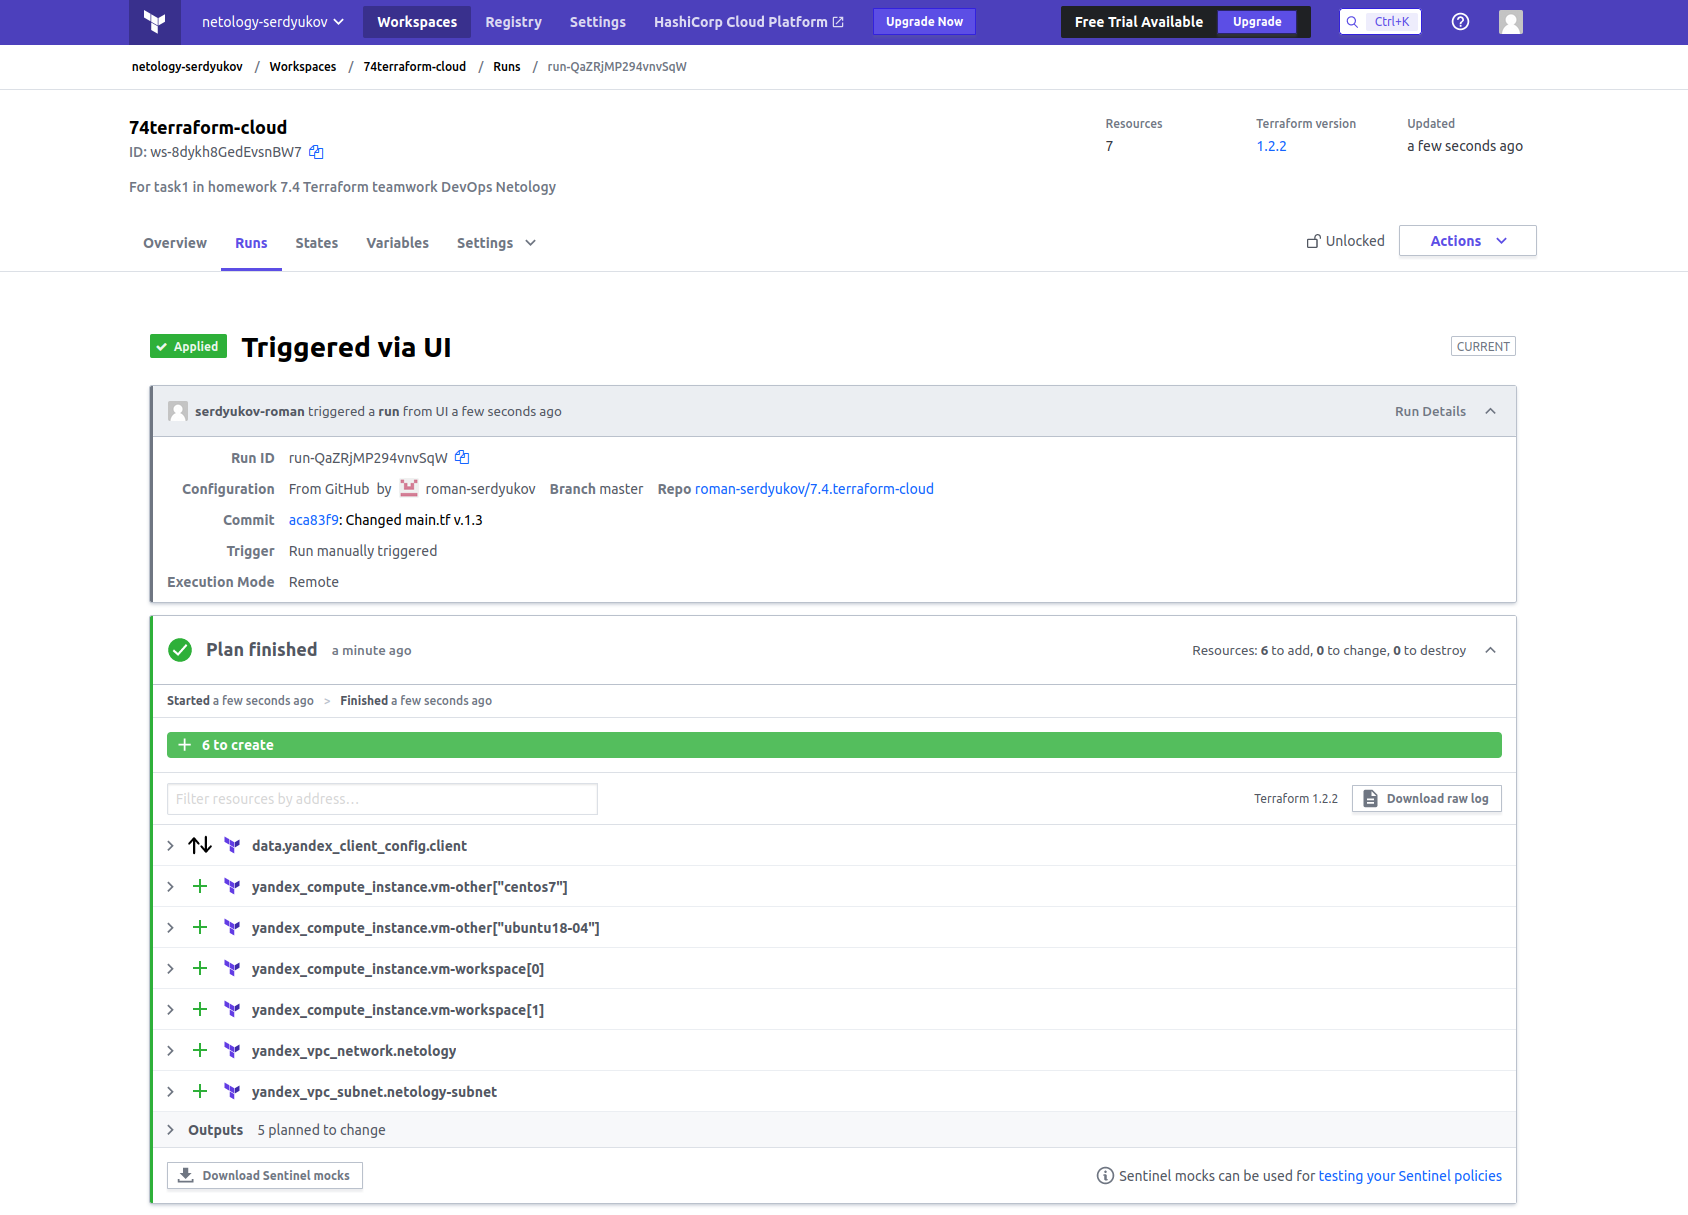 netology-serdyukov Workspaces Registry Settings HashiCorp Cloud Platform Upgrade Now Free Trial Available Upgrade Ctrl+K
netology-serdyukov / Workspaces / 74terraform-cloud / Runs / run-QaZRjMP294vnvSqW
74terraform-cloud
ID: ws-8dykh8GedEvsnBW7
For task1 in homework 7.4 Terraform teamwork DevOps Netology
Resources Terraform version Updated
7 1.2.2 a few seconds ago
Overview Runs States Variables Settings Unlocked Actions
Applied Triggered via UI CURRENT
serdyukov-roman triggered a run from UI a few seconds ago Run Details
Run ID run-QaZRjMP294vnvSqW
Configuration From GitHub by roman-serdyukov Branch master Repo roman-serdyukov/7.4.terraform-cloud
Commit aca83f9: Changed main.tf v.1.3
Trigger Run manually triggered
Execution Mode Remote
Plan finished a minute ago Resources: 6 to add, 0 to change, 0 to destroy
Started a few seconds ago > Finished a few seconds ago
+ 6 to create
Filter resources by address... Terraform 1.2.2 Download raw log
data.yandex_client_config.client
yandex_compute_instance.vm-other["centos7"]
yandex_compute_instance.vm-other["ubuntu18-04"]
yandex_compute_instance.vm-workspace[0]
yandex_compute_instance.vm-workspace[1]
yandex_vpc_network.netology
yandex_vpc_subnet.netology-subnet
Outputs 5 planned to change
Download Sentinel mocks Sentinel mocks can be used for testing your Sentinel policies